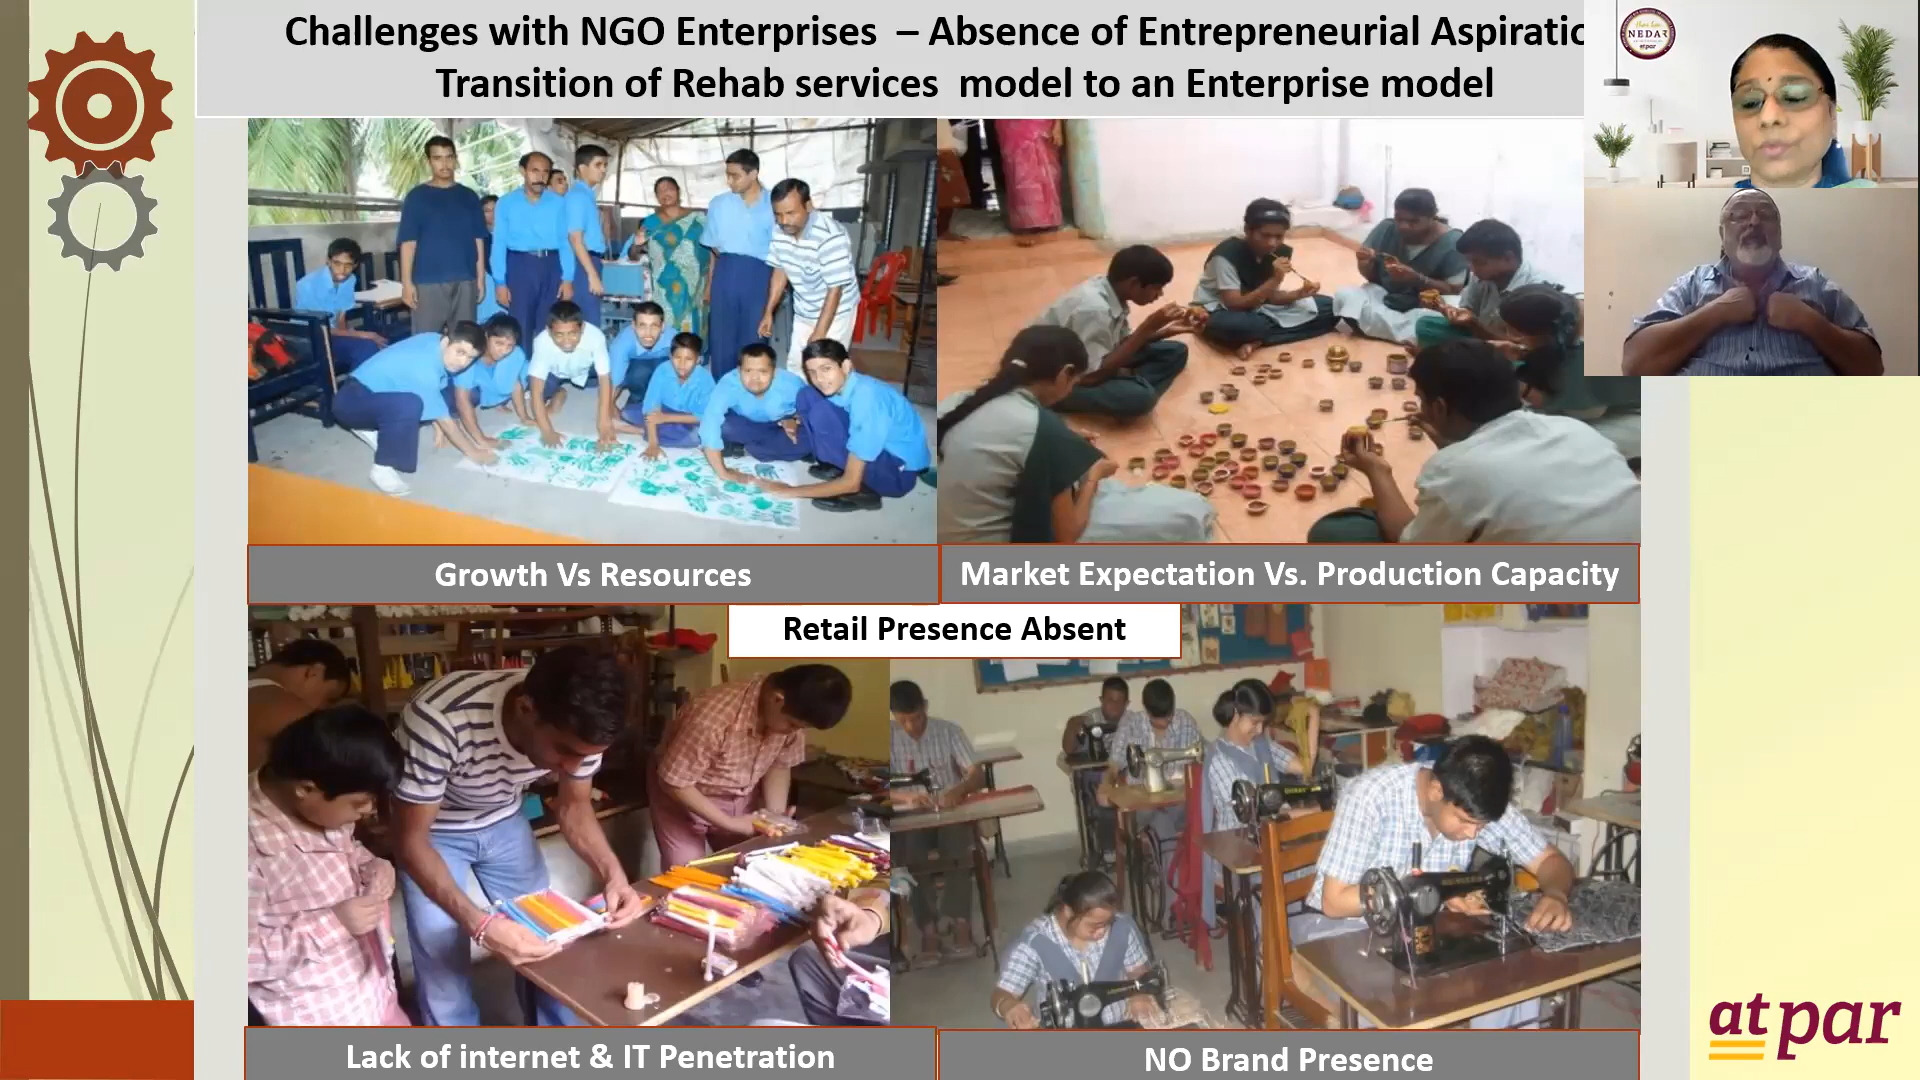 Challenges with NGO Enterprises – Absence of Entrepreneurial Aspiratio
Transition of Rehab services model to an Enterprise model
NEDAR
atpar
Growth Vs Resources
Market Expectation Vs. Production Capacity
Retail Presence Absent
Lack of internet & IT Penetration
NO Brand Presence
at par